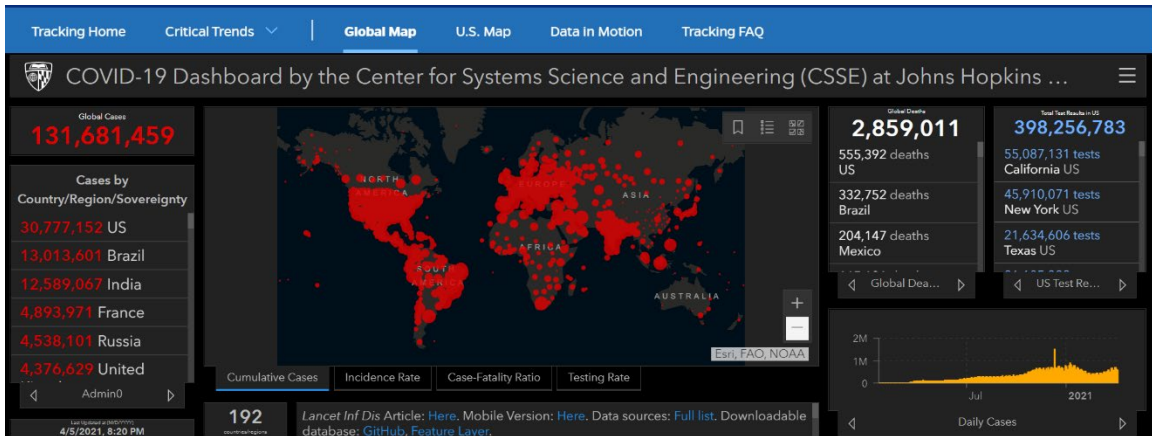 Tracking Home Critical Trends Global Map U.S. Map Data in Motion Tracking FAQ
COVID-19 Dashboard by the Center for Systems Science and Engineering (CSSE) at Johns Hopkins ...
Global Cases
131,681,459
Cases by
Country/Region/Sovereignty
30,777,152 US
13,013,601 Brazil
12,589,067 India
4,893,971 France
4,538,101 Russia
4,376,629 United
Admin0
Last Updated at (M/D/YYYY)
4/5/2021, 8:20 PM
NORTH
AMERICA
SOUTH
AMERICA
EUROPE
AFRICA
ASIA
AUSTRALIA
+
−
Esri, FAO, NOAA
Cumulative Cases Incidence Rate Case-Fatality Ratio Testing Rate
192
countries/regions
Lancet Inf Dis Article: Here. Mobile Version: Here. Data sources: Full list. Downloadable
database: GitHub, Feature Layer.
Global Deaths
2,859,011
555,392 deaths
US
332,752 deaths
Brazil
204,147 deaths
Mexico
Global Dea...
Total Test Results in US
398,256,783
55,087,131 tests
California US
45,910,071 tests
New York US
21,634,606 tests
Texas US
US Test Re...
2M
1M
0
Jul 2021
Daily Cases